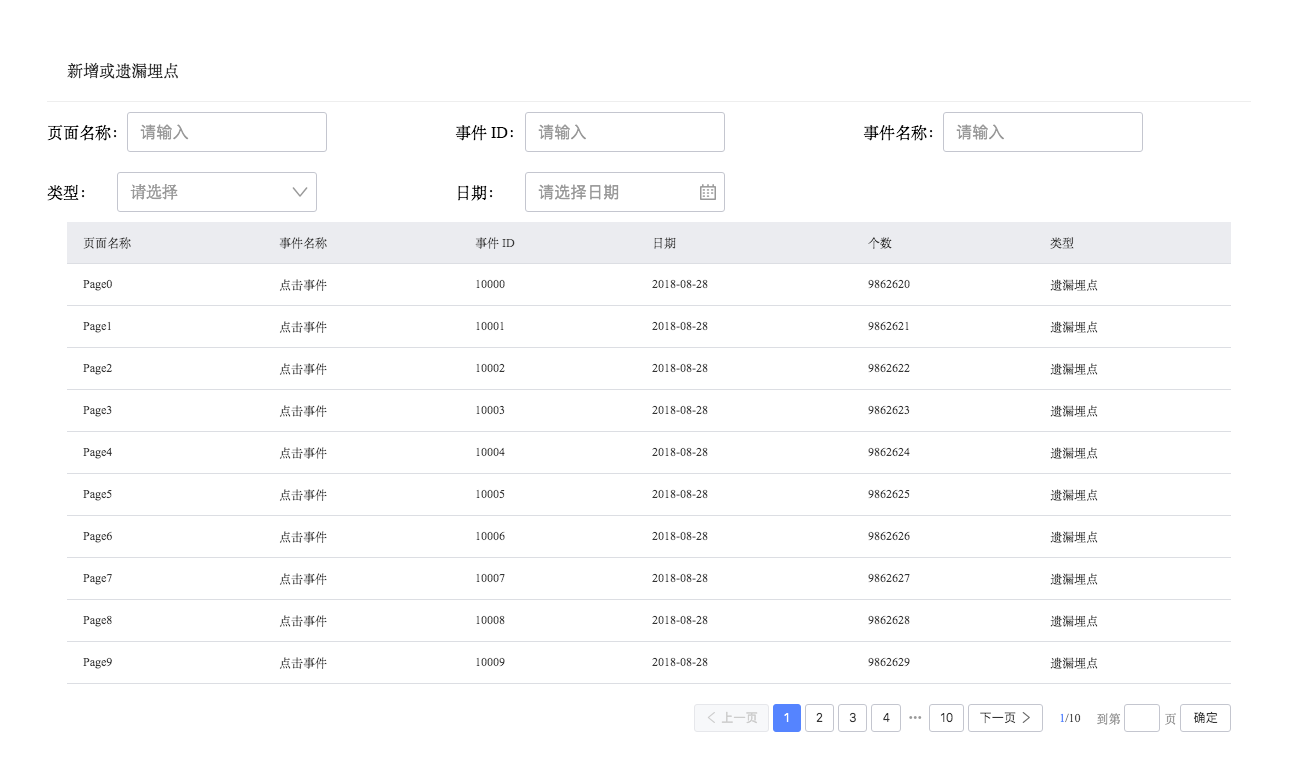 新增或遗漏埋点
页面名称： 请输入 事件 ID： 请输入 事件名称： 请输入
类型： 请选择 日期： 请选择日期
页面名称 事件名称 事件 ID 日期 个数 类型
Page0 点击事件 10000 2018-08-28 9862620 遗漏埋点
Page1 点击事件 10001 2018-08-28 9862621 遗漏埋点
Page2 点击事件 10002 2018-08-28 9862622 遗漏埋点
Page3 点击事件 10003 2018-08-28 9862623 遗漏埋点
Page4 点击事件 10004 2018-08-28 9862624 遗漏埋点
Page5 点击事件 10005 2018-08-28 9862625 遗漏埋点
Page6 点击事件 10006 2018-08-28 9862626 遗漏埋点
Page7 点击事件 10007 2018-08-28 9862627 遗漏埋点
Page8 点击事件 10008 2018-08-28 9862628 遗漏埋点
Page9 点击事件 10009 2018-08-28 9862629 遗漏埋点
上一页 1 2 3 4 ••• 10 下一页 1/10 到第 页 确定